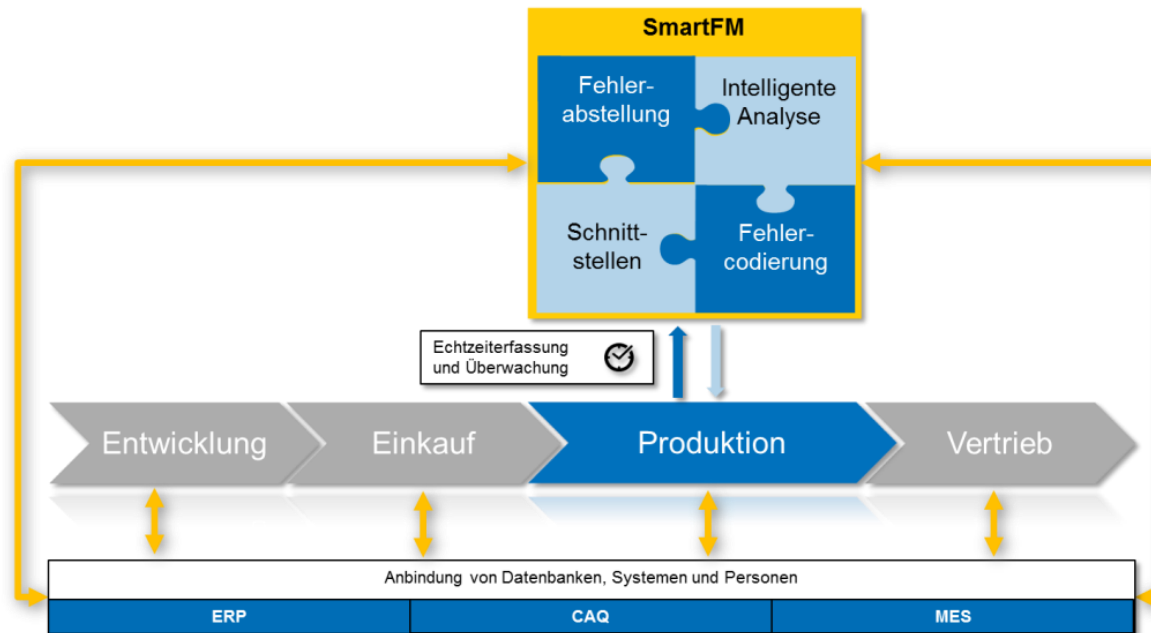 SmartFM
Fehler-
abstellung
Intelligente
Analyse
Schnitt-
stellen
Fehler-
codierung
Echtzeiterfassung
und Überwachung
Entwicklung
Einkauf
Produktion
Vertrieb
Anbindung von Datenbanken, Systemen und Personen
ERP
CAQ
MES